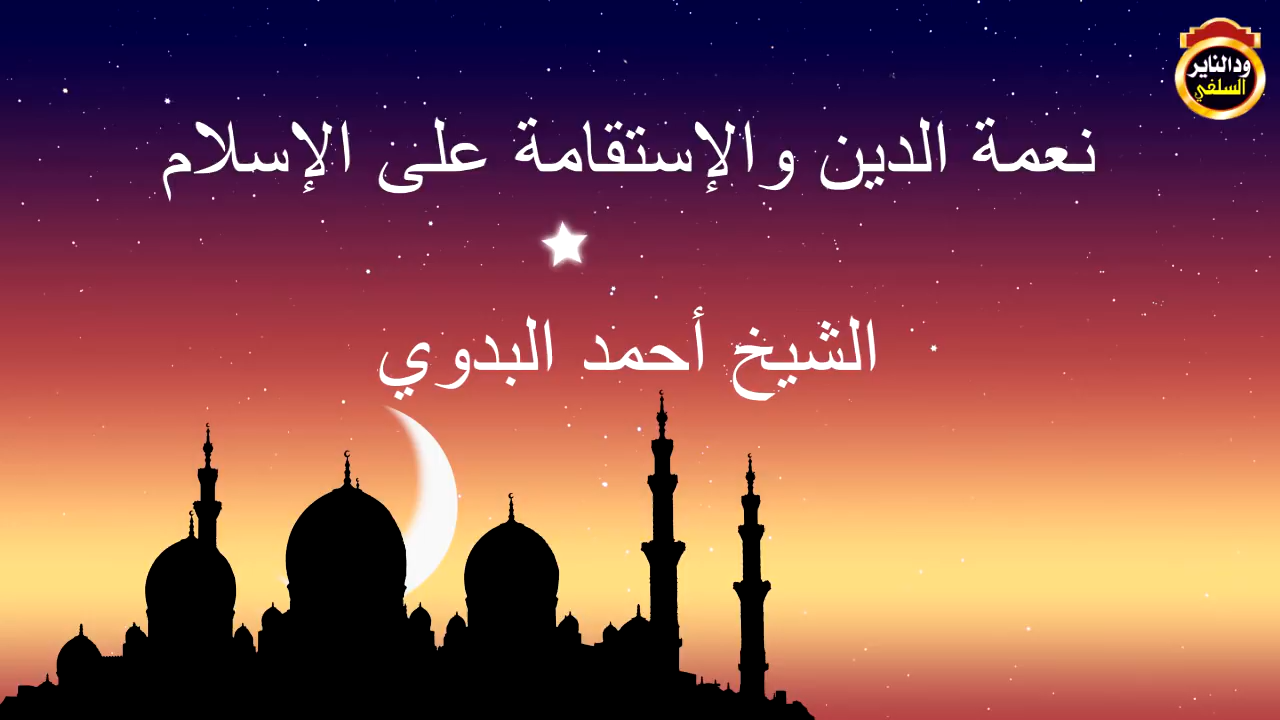 ودالناير
السلفي
نعمة الدين والإستقامة على الإسلام
الشيخ أحمد البدوي